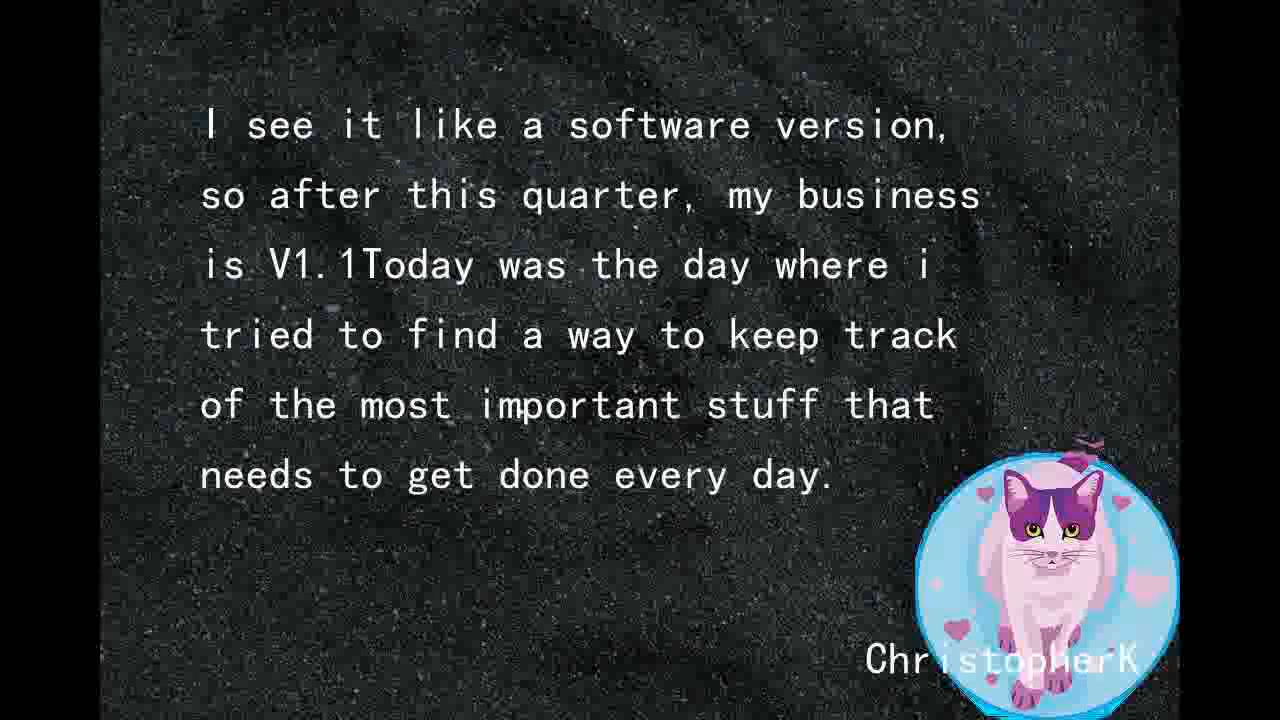 I see it like a software version,
so after this quarter, my business
is V1.1Today was the day where i
tried to find a way to keep track
of the most important stuff that
needs to get done every day.
ChristopherK